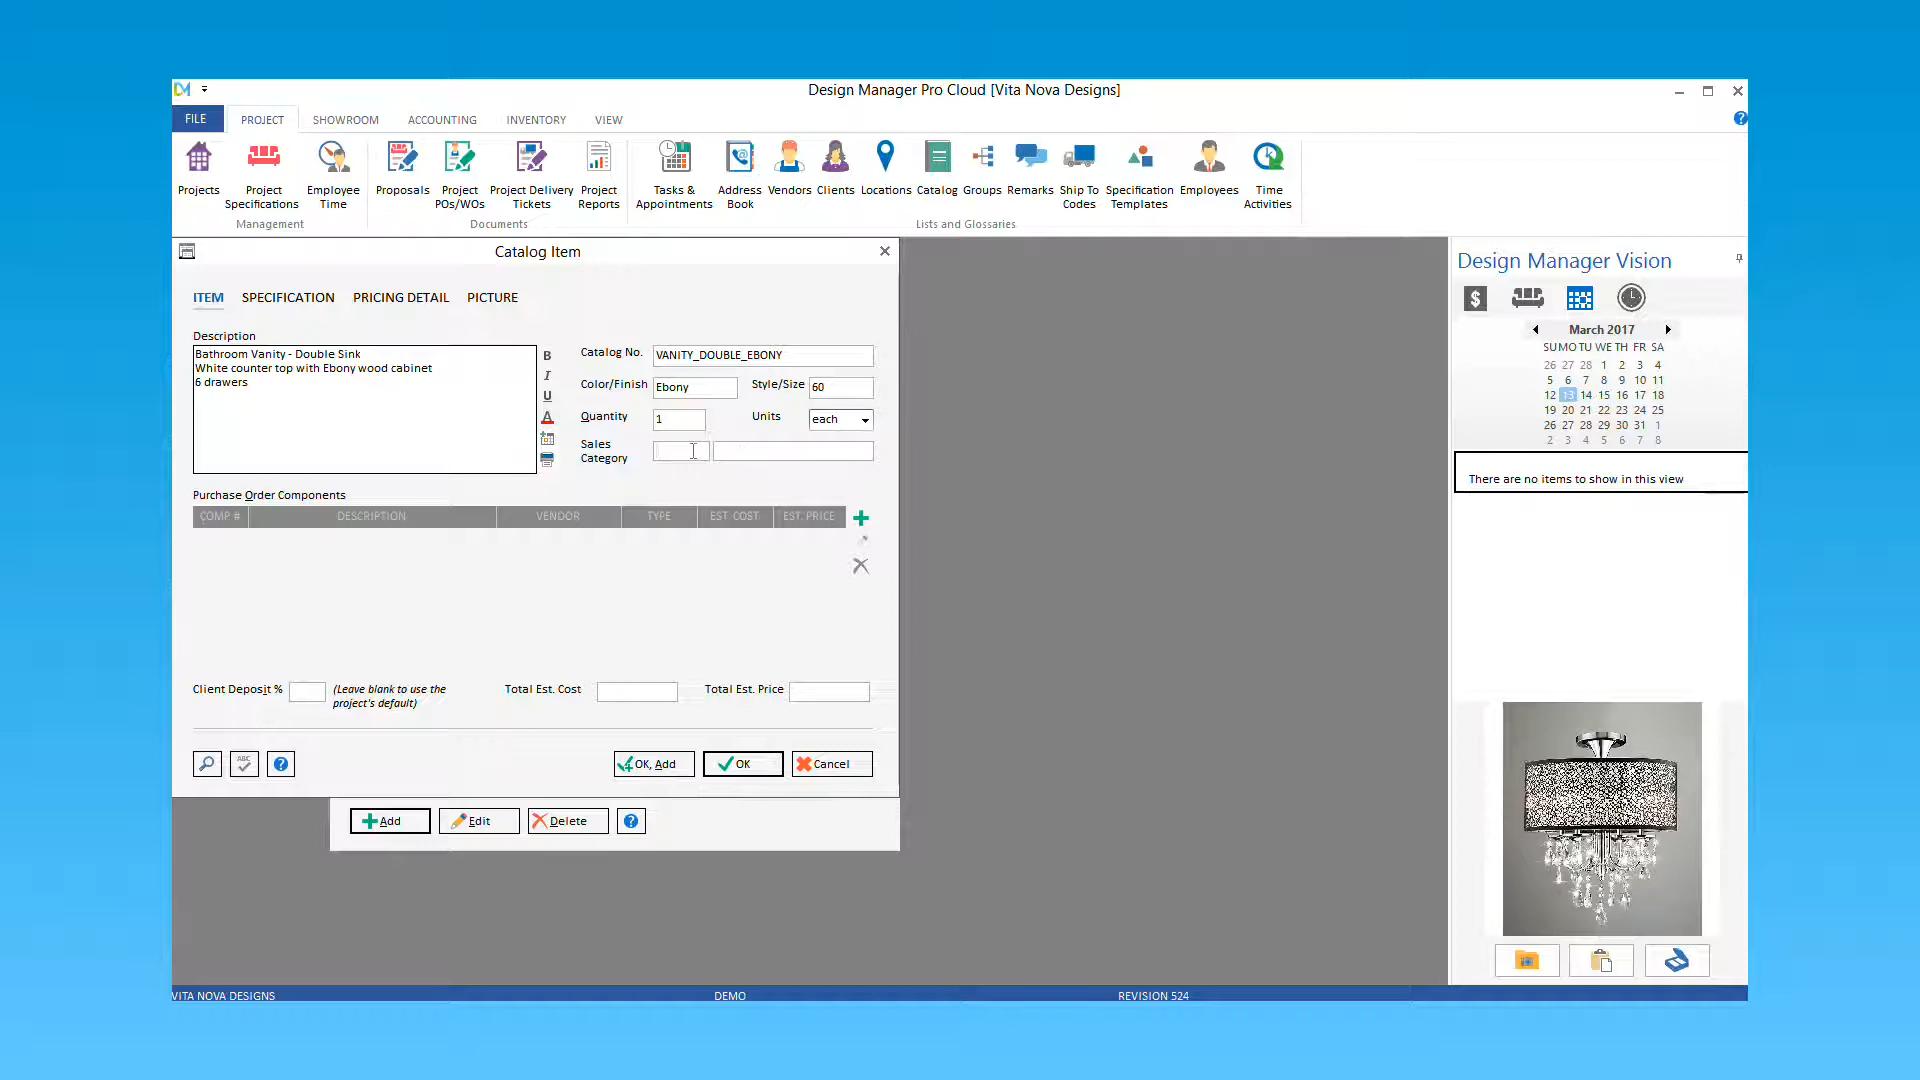 Design Manager Pro Cloud [Vita Nova Designs]
FILE PROJECT SHOWROOM ACCOUNTING INVENTORY VIEW
Projects
Project Specifications
Employee Time
Management
Proposals
Project POs/WOs
Project Delivery Tickets
Project Reports
Documents
Tasks & Appointments
Address Book
Vendors
Clients
Locations
Catalog
Groups
Remarks
Ship To Codes
Specification Templates
Employees
Time Activities
Lists and Glossaries
Catalog Item
ITEM SPECIFICATION PRICING DETAIL PICTURE
Description
Bathroom Vanity - Double Sink
White counter top with Ebony wood cabinet
6 drawers
B
I
U
A
Catalog No. VANITY_DOUBLE_EBONY
Color/Finish Ebony Style/Size 60
Quantity 1 Units each
Sales Category
Purchase Order Components
COMP # DESCRIPTION VENDOR TYPE EST. COST EST. PRICE
Client Deposit % (Leave blank to use the
project's default)
Total Est. Cost Total Est. Price
ABC ? OK, Add OK Cancel
Add Edit Delete ?
Design Manager Vision
$
March 2017
SU MO TU WE TH FR SA
26 27 28 1 2 3 4
5 6 7 8 9 10 11
12 13 14 15 16 17 18
19 20 21 22 23 24 25
26 27 28 29 30 31 1
2 3 4 5 6 7 8
There are no items to show in this view
VITA NOVA DESIGNS DEMO REVISION 524